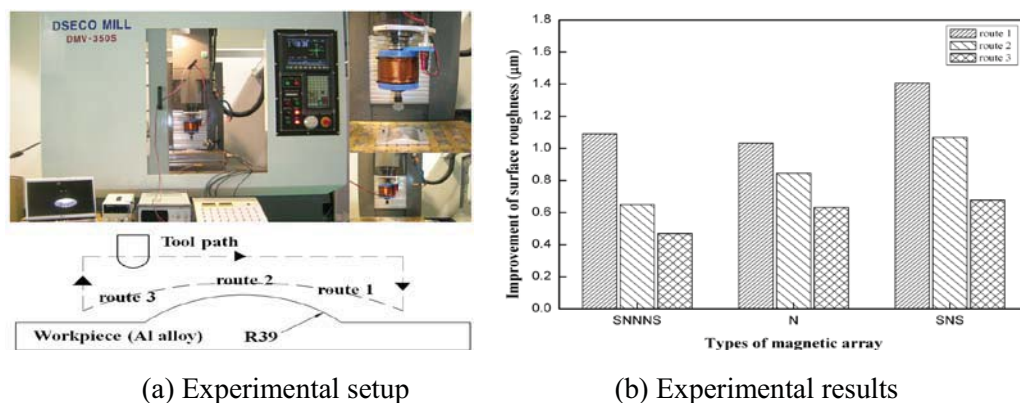 DSECO MILL
DMV-350S
Tool path
route 2
route 3
route 1
Workpiece (Al alloy)
R39
(a) Experimental setup
Improvement of surface roughness (μm)
1.8
1.6
1.4
1.2
1.0
0.8
0.6
0.4
0.2
0.0
route 1
route 2
route 3
SNNNS
N
SNS
Types of magnetic array
(b) Experimental results